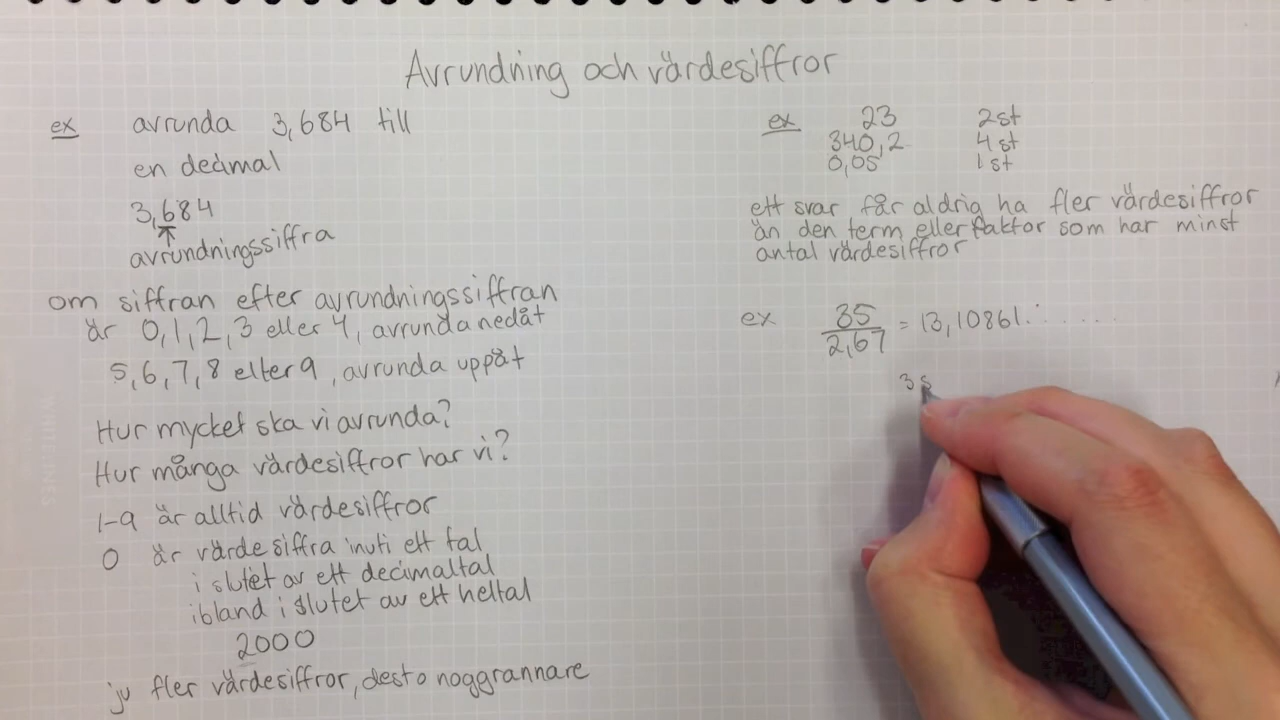 Avrundning och värdesiffror
ex avrunda 3,684 till
en decimal
3,684
avrundningssiffra
om siffran efter avrundningssiffran
är 0,1,2,3 eller 4, avrunda nedåt
5,6,7,8 eller 9, avrunda uppåt
Hur mycket ska vi avrunda?
Hur många värdesiffror har vi?
1-9 är alltid värdesiffror
0 är värdesiffra inuti ett tal
i slutet av ett decimaltal
ibland i slutet av ett heltal
2000
ju fler värdesiffror, desto noggrannare
ex 23 2st
340,2 4st
0,05 1st
ett svar får aldrig ha fler värdesiffror
än den term eller faktor som har minst
antal värdesiffror
ex 35/2,67 = 13,10861.......
3s